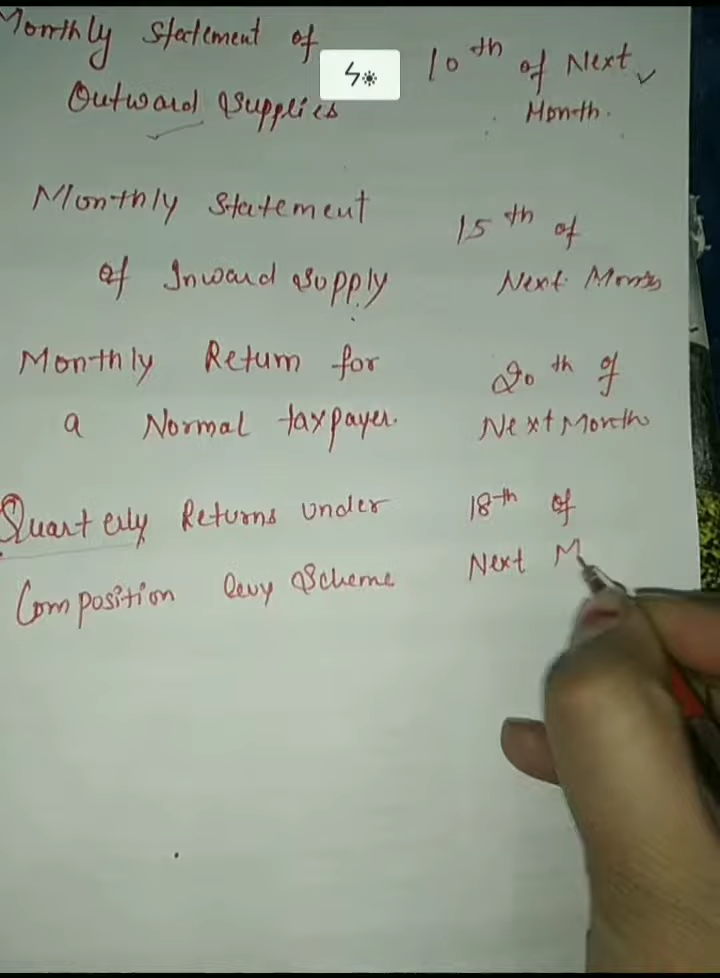 Monthly Statement of
Outward Supplies
10th of Next
Month.
Monthly Statement
of Inward Supply
15th of
Next Month
Monthly Return for
a Normal taxpayer.
20th of
Next Month
Quarterly Returns under
Composition levy Scheme
18th of
Next M